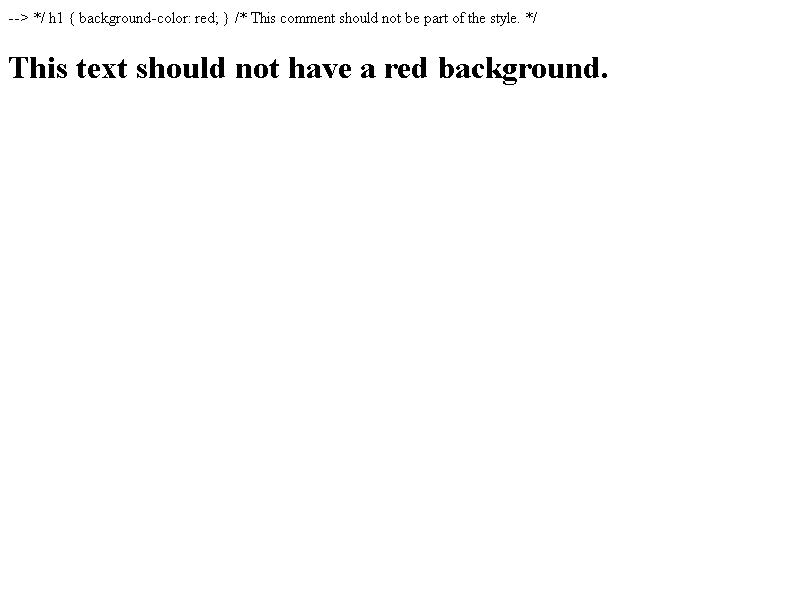 --> */ h1 { background-color: red; } /* This comment should not be part of the style. */
This text should not have a red background.